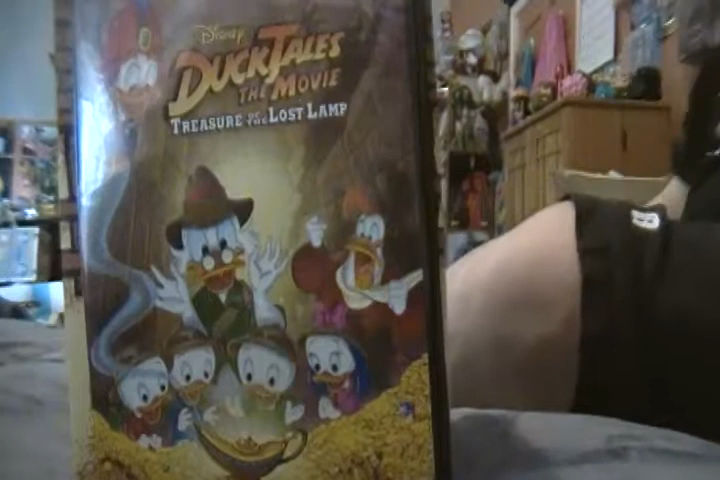 Disney
DUCKTALES
THE MOVIE
TREASURE OF THE LOST LAMP